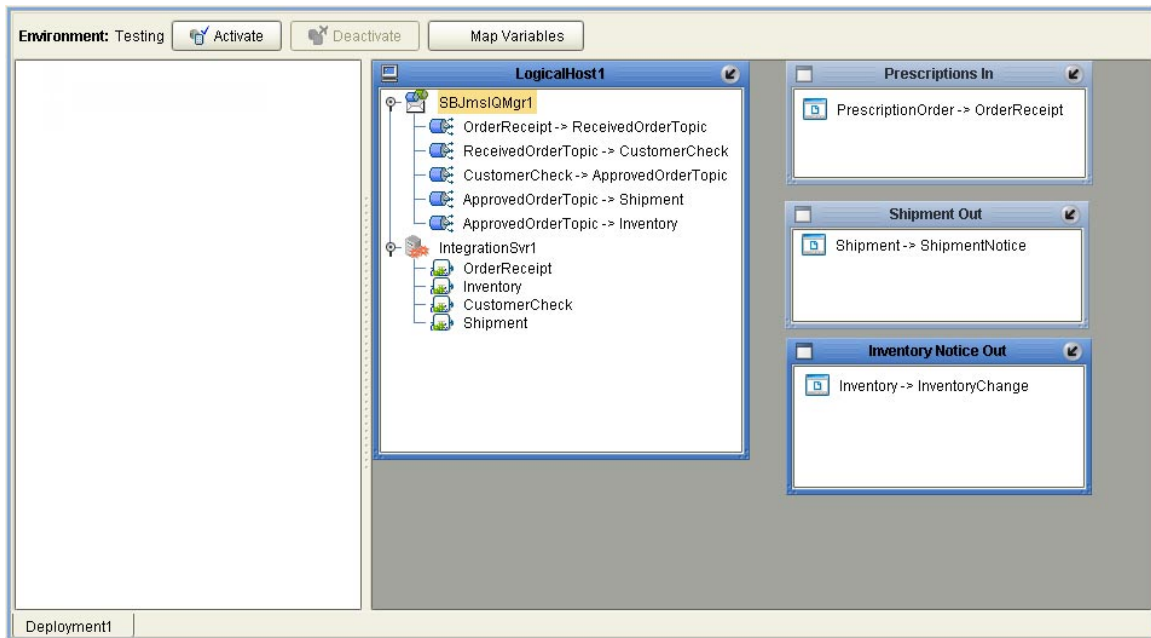 Environment: Testing Activate Deactivate Map Variables
LogicalHost1
SBJmsIQMgr1
OrderReceipt -> ReceivedOrderTopic
ReceivedOrderTopic -> CustomerCheck
CustomerCheck -> ApprovedOrderTopic
ApprovedOrderTopic -> Shipment
ApprovedOrderTopic -> Inventory
IntegrationSvr1
OrderReceipt
Inventory
CustomerCheck
Shipment
Prescriptions In
PrescriptionOrder -> OrderReceipt
Shipment Out
Shipment -> ShipmentNotice
Inventory Notice Out
Inventory -> InventoryChange
Deployment1